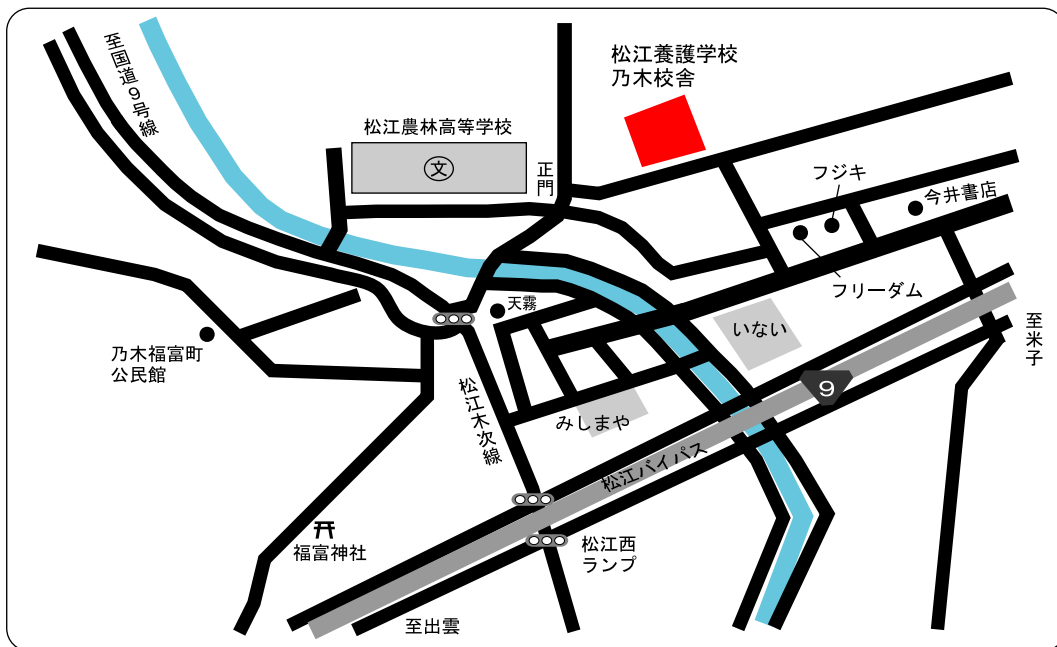 至国道9号線
松江養護学校
乃木校舎
松江農林高等学校
文
正門
フジキ
今井書店
フリーダム
天霧
いない
至米子
乃木福富町
公民館
松江木次線
みしまや
9
松江バイパス
福富神社
松江西
ランプ
至出雲